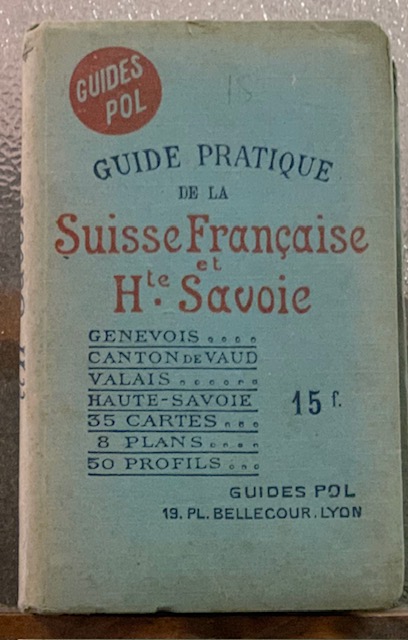 GUIDES
POL
GUIDE PRATIQUE
DE LA
Suisse Française
et
Hte. Savoie
GENEVOIS ....
CANTON DE VAUD
VALAIS ......
HAUTE-SAVOIE
15 f.
35 CARTES ...
8 PLANS ....
50 PROFILS ...
GUIDES POL
19. PL. BELLECOUR. LYON